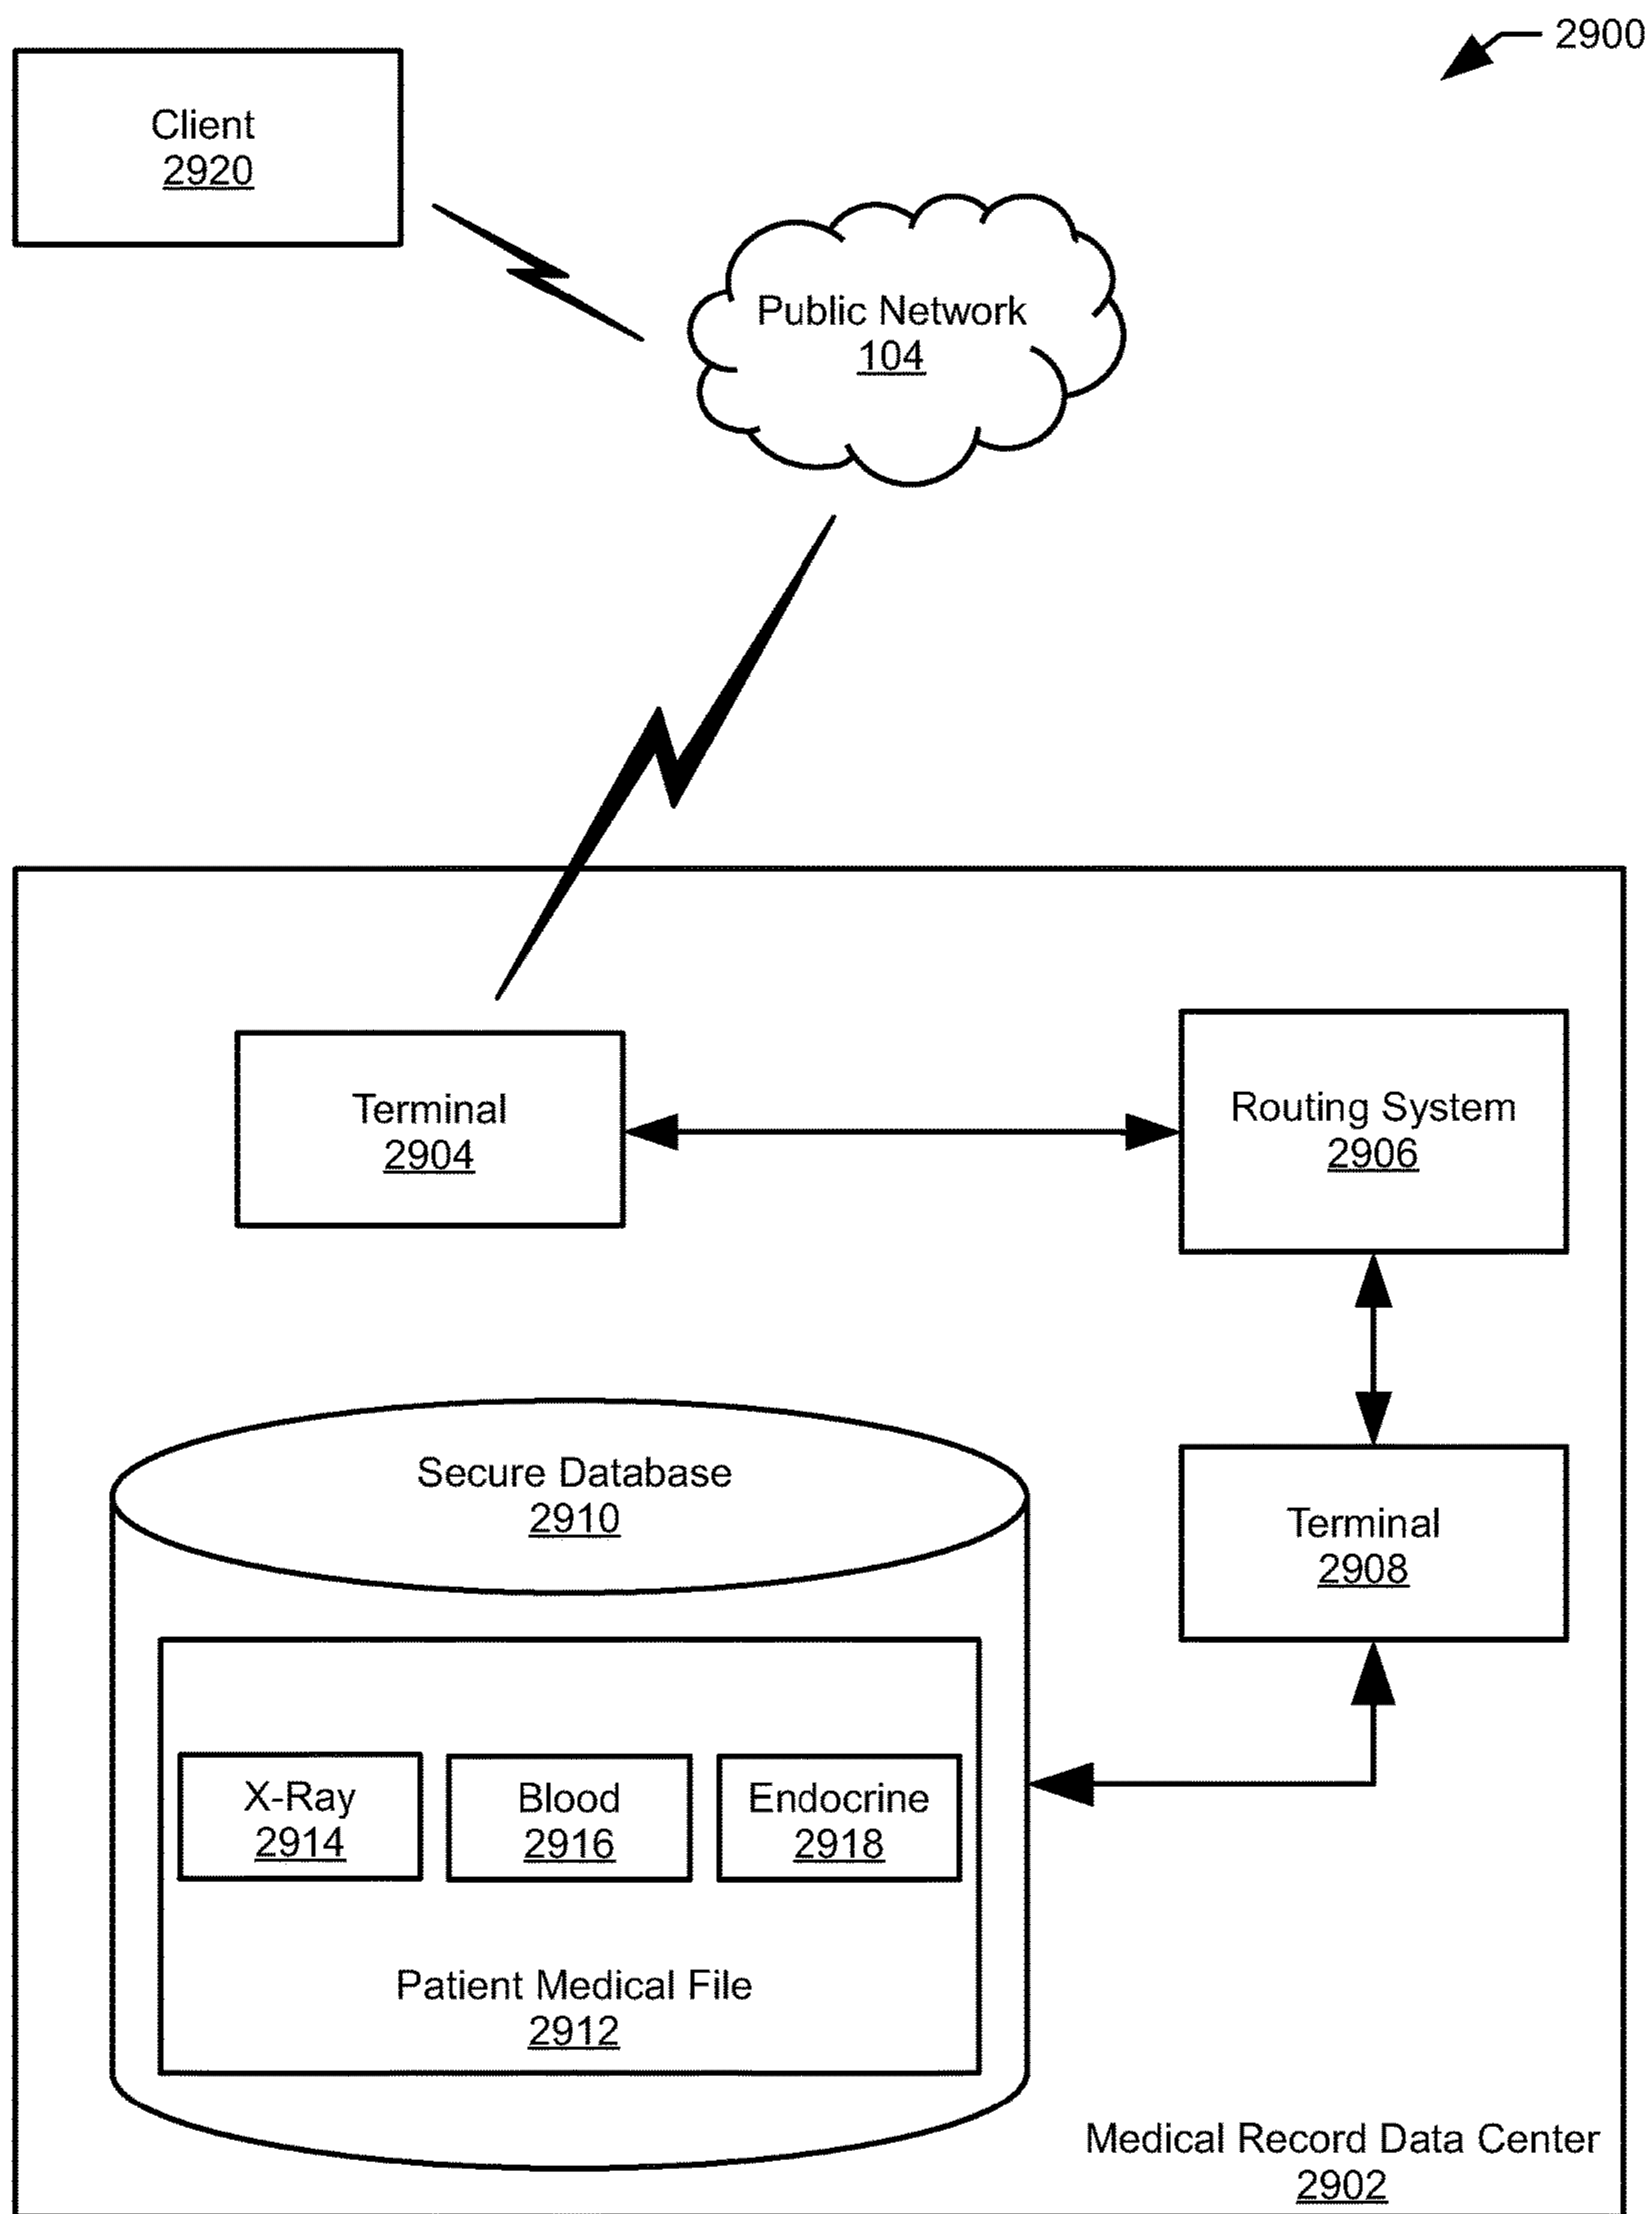 2900
Client
2920
Public Network
104
Terminal
2904
Routing System
2906
Secure Database
2910
Terminal
2908
X-Ray
2914
Blood
2916
Endocrine
2918
Patient Medical File
2912
Medical Record Data Center
2902